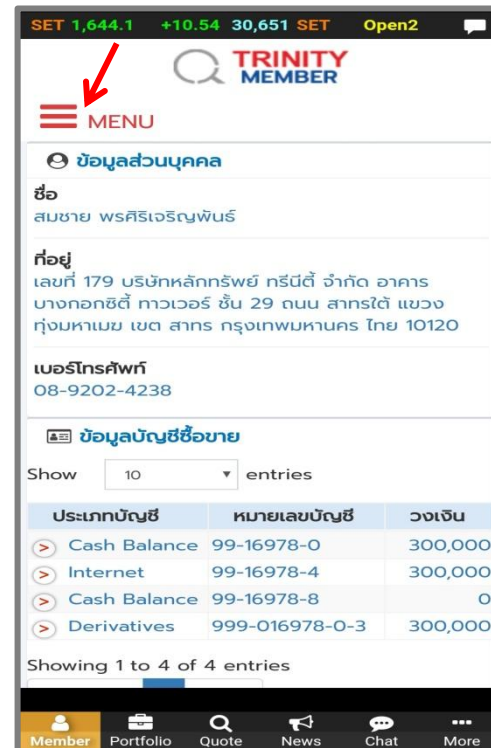 SET 1,644.1 +10.54 30,651 SET Open2
TRINITY
MEMBER
MENU
ข้อมูลส่วนบุคคล
ชื่อ
สมชาย พรศิริเจริญพันธ์
ที่อยู่
เลขที่ 179 บริษัทหลักทรัพย์ ทรีนีตี้ จำกัด อาคาร
บางกอกซิตี้ ทาวเวอร์ ชั้น 29 ถนน สาทรใต้ แขวง
ทุ่งมหาเมฆ เขต สาทร กรุงเทพมหานคร ไทย 10120
เบอร์โทรศัพท์
08-9202-4238
ข้อมูลบัญชีซื้อขาย
Show 10 entries
ประเภทบัญชี หมายเลขบัญชี วงเงิน
Cash Balance 99-16978-0 300,000
Internet 99-16978-4 300,000
Cash Balance 99-16978-8 0
Derivatives 999-016978-0-3 300,000
Showing 1 to 4 of 4 entries
Member Portfolio Quote News Chat More